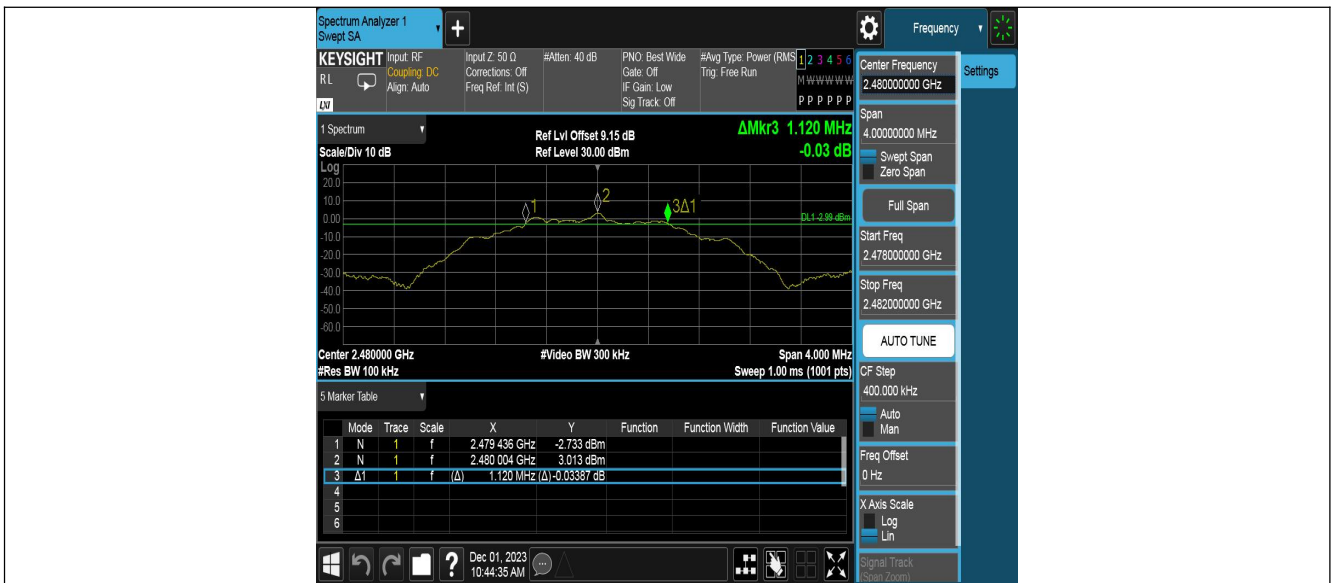 Spectrum Analyzer 1
Swept SA
+
Frequency
KEYSIGHT
RL
LXI
Input: RF
Coupling: DC
Align: Auto
Input Z: 50 Ω
Corrections: Off
Freq Ref: Int (S)
#Atten: 40 dB
PNO: Best Wide
Gate: Off
IF Gain: Low
Sig Track: Off
#Avg Type: Power (RMS
Trig: Free Run
1 2 3 4 5 6
M W W W W W
P P P P P P
1 Spectrum
Scale/Div 10 dB
Ref Lvl Offset 9.15 dB
Ref Level 30.00 dBm
ΔMkr3 1.120 MHz
-0.03 dB
Log
20.0
10.0
0.00
-10.0
-20.0
-30.0
-40.0
-50.0
-60.0
1
2
3Δ1
DL1 -2.99 dBm
Center 2.480000 GHz
#Video BW 300 kHz
Span 4.000 MHz
#Res BW 100 kHz
Sweep 1.00 ms (1001 pts)
5 Marker Table
Mode Trace Scale X Y Function Function Width Function Value
1 N 1 f 2.479 436 GHz -2.733 dBm
2 N 1 f 2.480 004 GHz 3.013 dBm
3 Δ1 1 f (Δ) 1.120 MHz (Δ) -0.03387 dB
4
5
6
?
Dec 01, 2023
10:44:35 AM
Center Frequency
2.480000000 GHz
Settings
Span
4.00000000 MHz
Swept Span
Zero Span
Full Span
Start Freq
2.478000000 GHz
Stop Freq
2.482000000 GHz
AUTO TUNE
CF Step
400.000 kHz
Auto
Man
Freq Offset
0 Hz
X Axis Scale
Log
Lin
Signal Track
(Span Zoom)